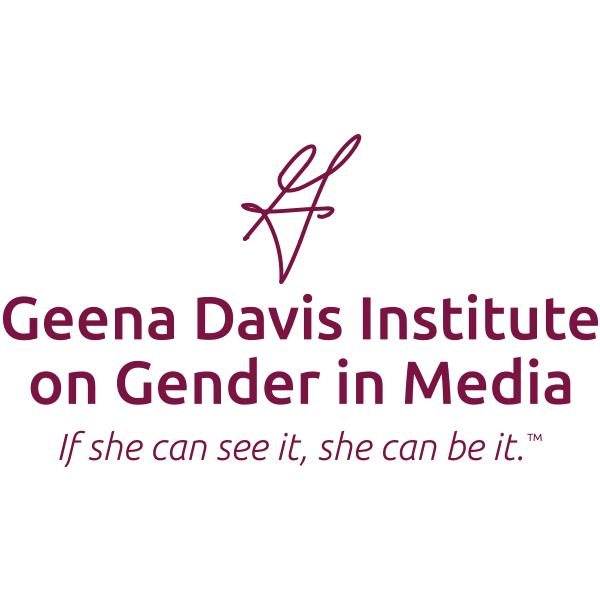 Geena Davis Institute
on Gender in Media
If she can see it, she can be it.™